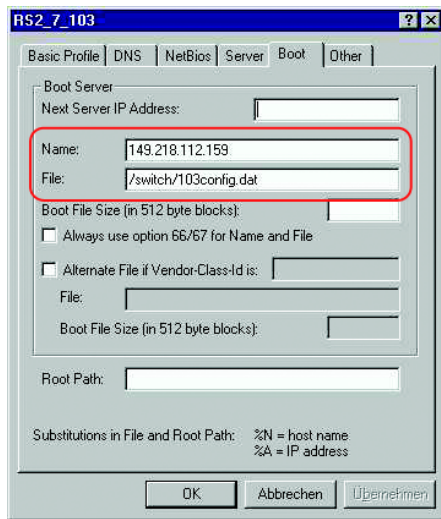 RS2_7_103
Basic Profile DNS NetBios Server Boot Other
Boot Server
Next Server IP Address:
Name: 149.218.112.159
File: /switch/103config.dat
Boot File Size (in 512 byte blocks):
Always use option 66/67 for Name and File
Alternate File if Vendor-Class-Id is:
File:
Boot File Size (in 512 byte blocks):
Root Path:
Substitutions in File and Root Path: %N = host name
%A = IP address
OK Abbrechen Übernehmen